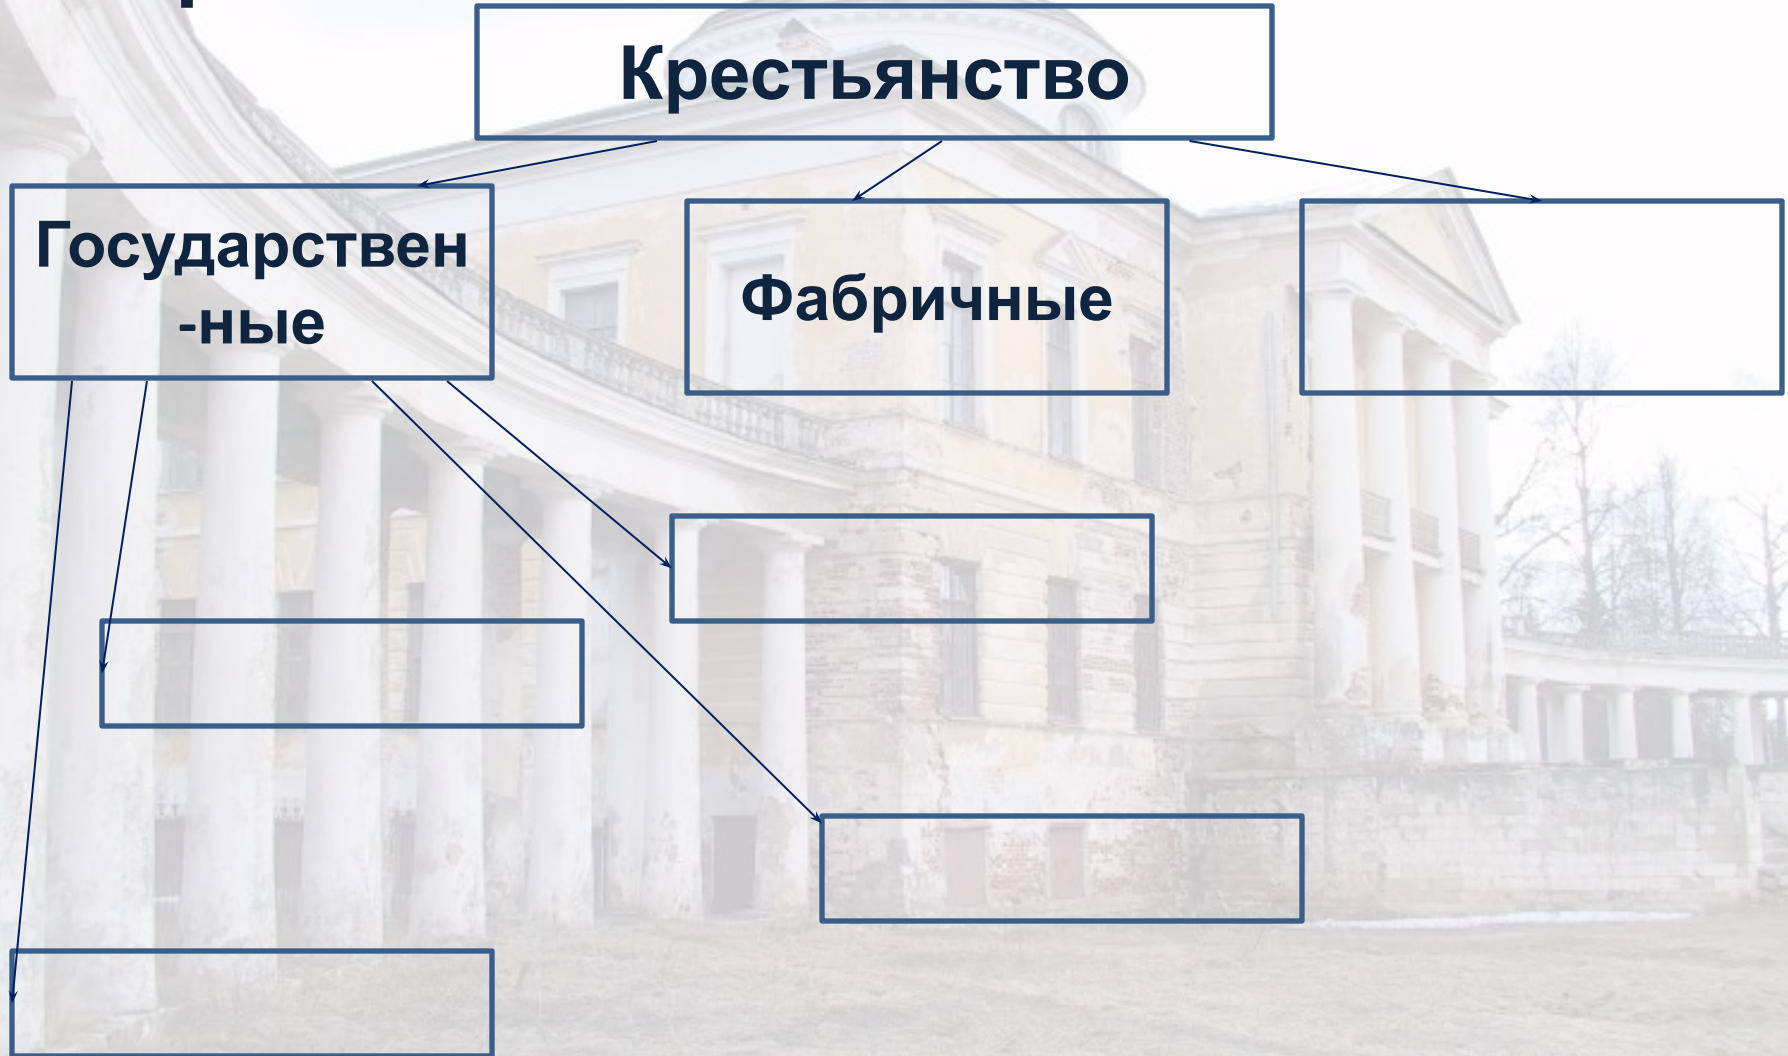 Крестьянство
Государствен
-ные
Фабричные